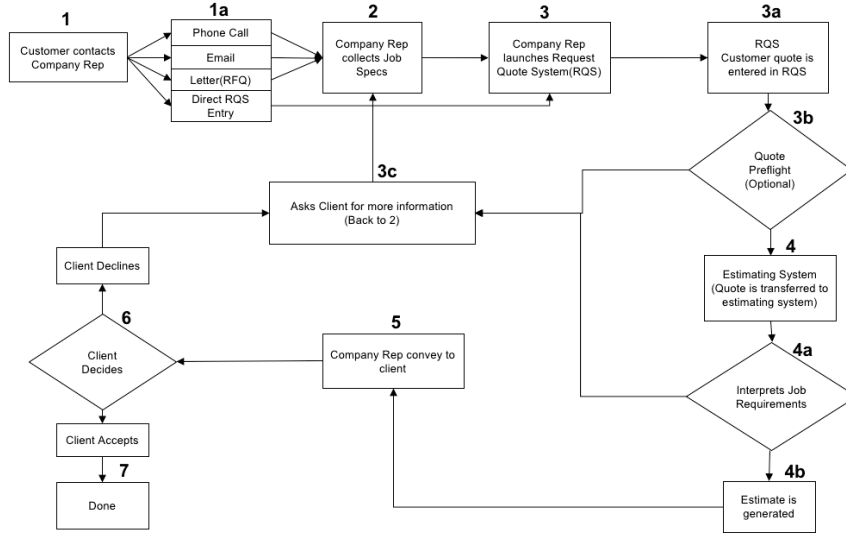 1
Customer contacts
Company Rep
1a
Phone Call
Email
Letter(RFQ)
Direct RQS
Entry
2
Company Rep
collects Job
Specs
3
Company Rep
launches Request
Quote System(RQS)
3a
RQS
Customer quote is
entered in RQS
3b
Quote
Preflight
(Optional)
3c
Asks Client for more information
(Back to 2)
4
Estimating System
(Quote is transferred to
estimating system)
4a
Interprets Job
Requirements
4b
Estimate is
generated
5
Company Rep convey to
client
6
Client
Decides
Client Declines
Client Accepts
7
Done